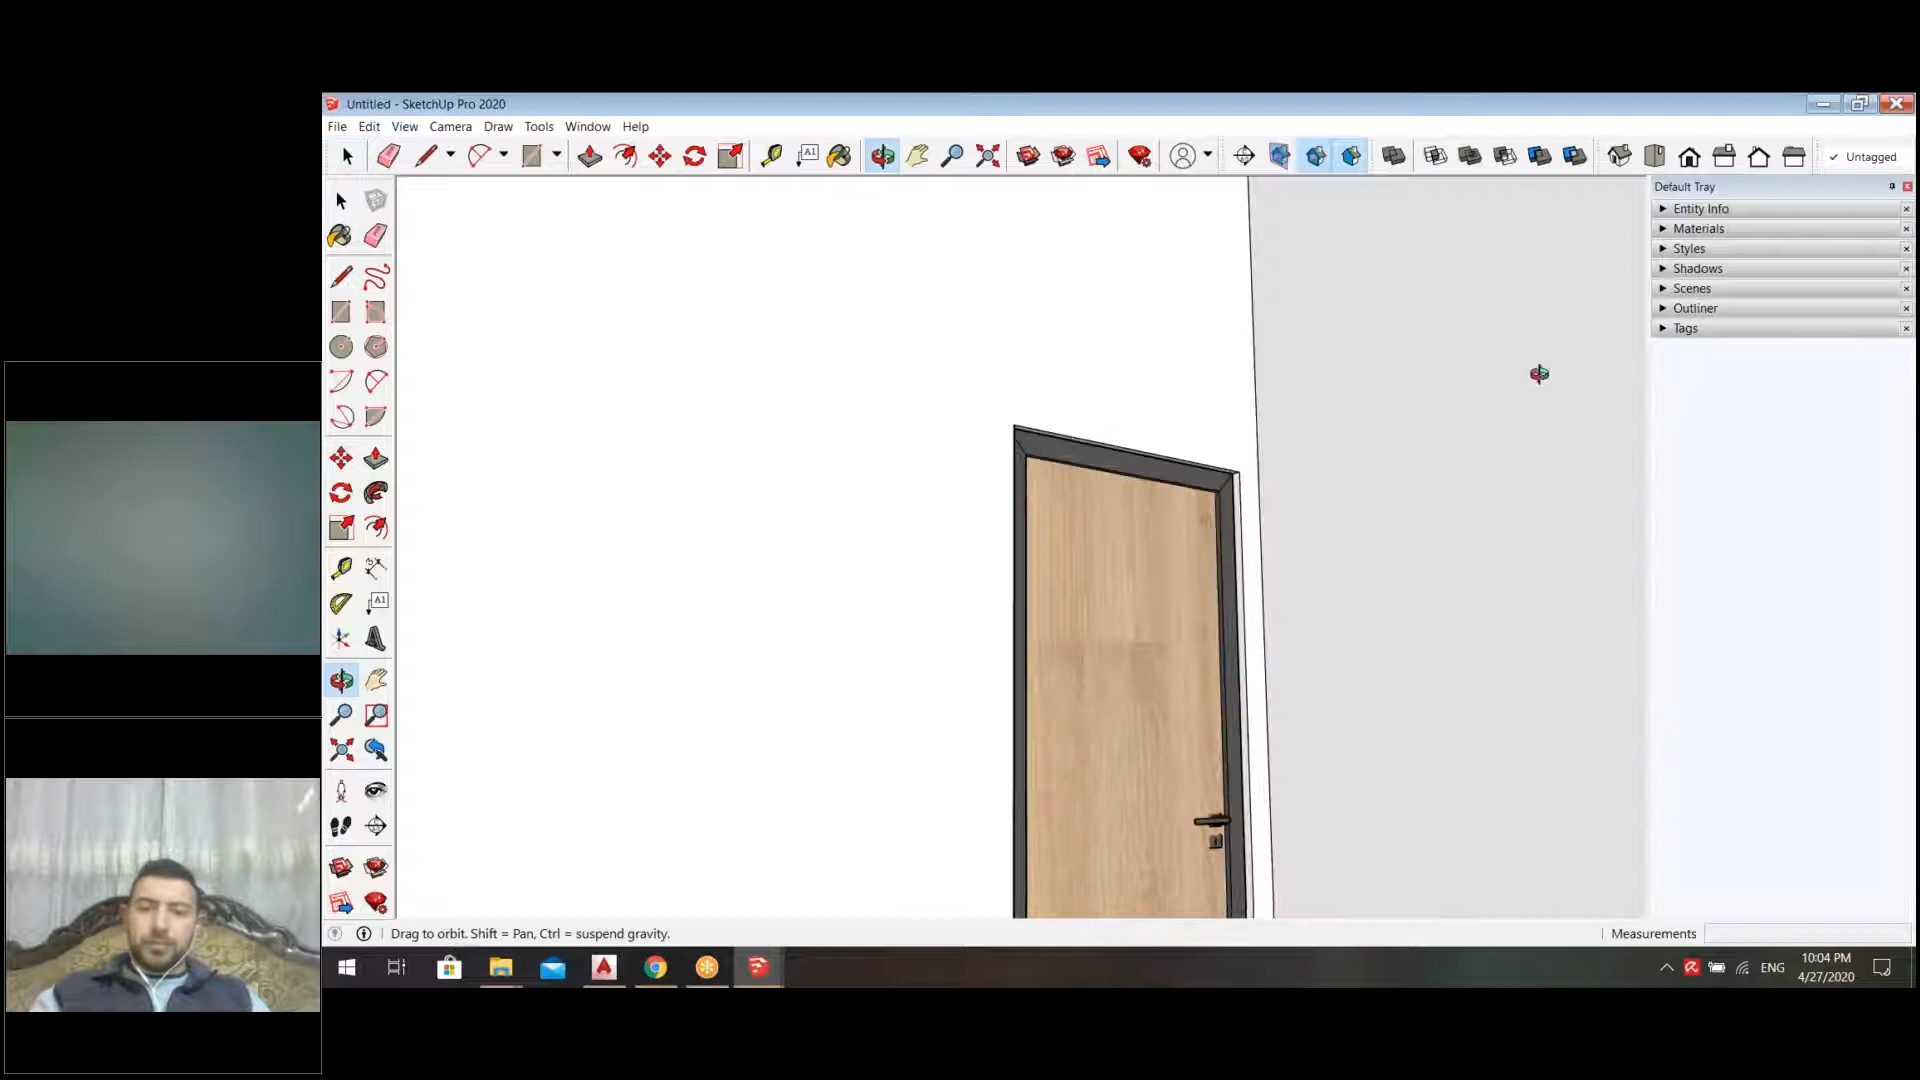 Untitled - SketchUp Pro 2020
File Edit View Camera Draw Tools Window Help
A1
Untagged
Default Tray
Entity Info
Materials
Styles
Shadows
Scenes
Outliner
Tags
A1
Drag to orbit. Shift = Pan, Ctrl = suspend gravity.
Measurements
ENG
10:04 PM
4/27/2020